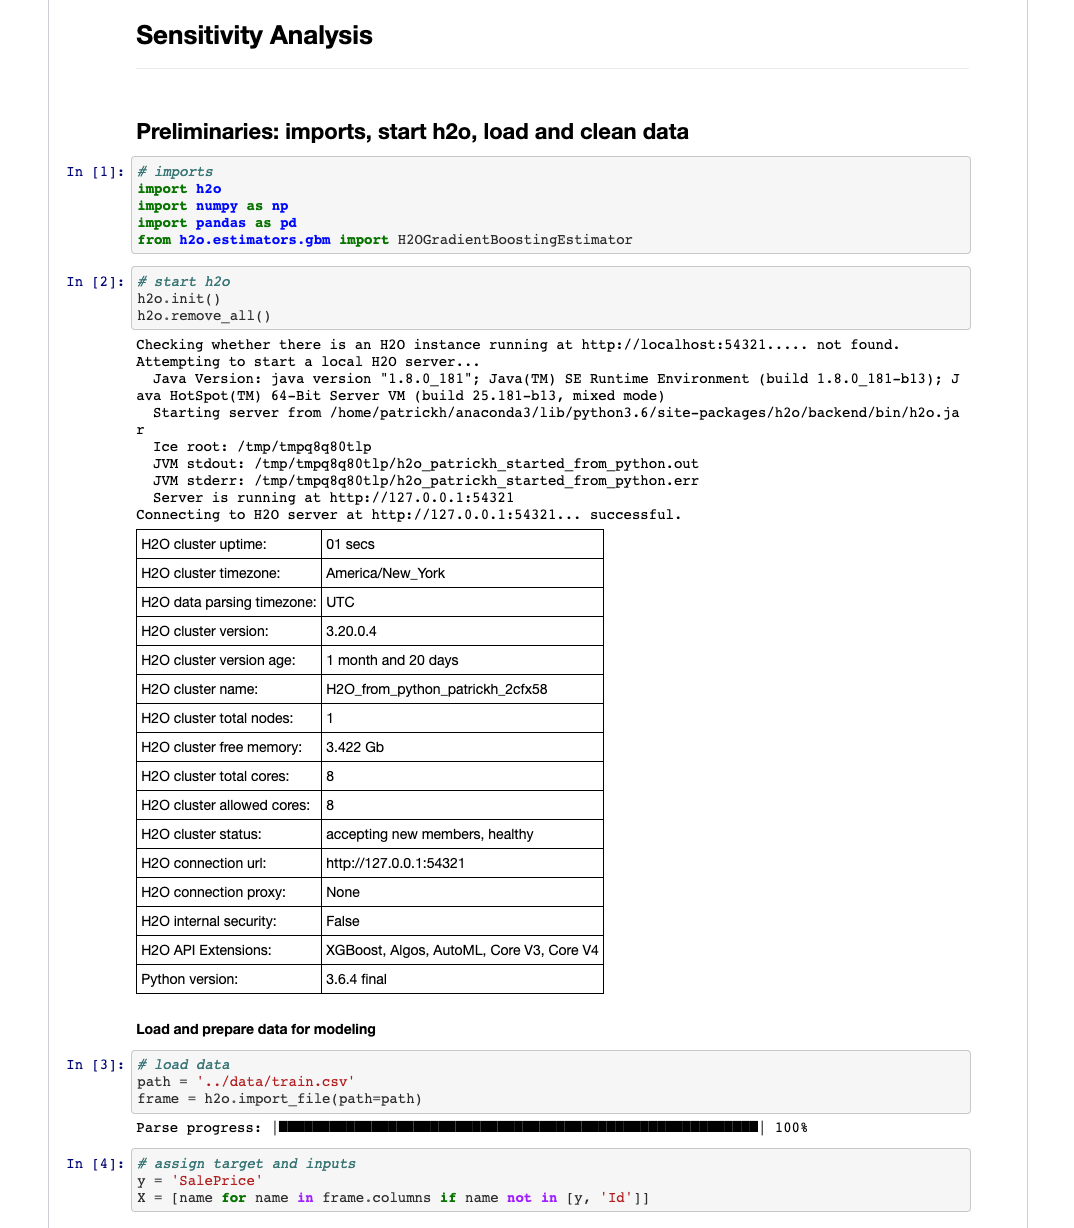 Sensitivity Analysis
Preliminaries: imports, start h2o, load and clean data
In [1]: # imports
import h2o
import numpy as np
import pandas as pd
from h2o.estimators.gbm import H2OGradientBoostingEstimator
In [2]: # start h2o
h2o.init()
h2o.remove_all()
Checking whether there is an H2O instance running at http://localhost:54321..... not found.
Attempting to start a local H2O server...
Java Version: java version "1.8.0_181"; Java(TM) SE Runtime Environment (build 1.8.0_181-b13); J
ava HotSpot(TM) 64-Bit Server VM (build 25.181-b13, mixed mode)
Starting server from /home/patrickh/anaconda3/lib/python3.6/site-packages/h2o/backend/bin/h2o.ja
r
Ice root: /tmp/tmpq8q80tlp
JVM stdout: /tmp/tmpq8q80tlp/h2o_patrickh_started_from_python.out
JVM stderr: /tmp/tmpq8q80tlp/h2o_patrickh_started_from_python.err
Server is running at http://127.0.0.1:54321
Connecting to H2O server at http://127.0.0.1:54321... successful.
H2O cluster uptime: 01 secs
H2O cluster timezone: America/New_York
H2O data parsing timezone: UTC
H2O cluster version: 3.20.0.4
H2O cluster version age: 1 month and 20 days
H2O cluster name: H2O_from_python_patrickh_2cfx58
H2O cluster total nodes: 1
H2O cluster free memory: 3.422 Gb
H2O cluster total cores: 8
H2O cluster allowed cores: 8
H2O cluster status: accepting new members, healthy
H2O connection url: http://127.0.0.1:54321
H2O connection proxy: None
H2O internal security: False
H2O API Extensions: XGBoost, Algos, AutoML, Core V3, Core V4
Python version: 3.6.4 final
Load and prepare data for modeling
In [3]: # load data
path = '../data/train.csv'
frame = h2o.import_file(path=path)
Parse progress: |█████████████████████████████████████████████████████████| 100%
In [4]: # assign target and inputs
y = 'SalePrice'
X = [name for name in frame.columns if name not in [y, 'Id']]